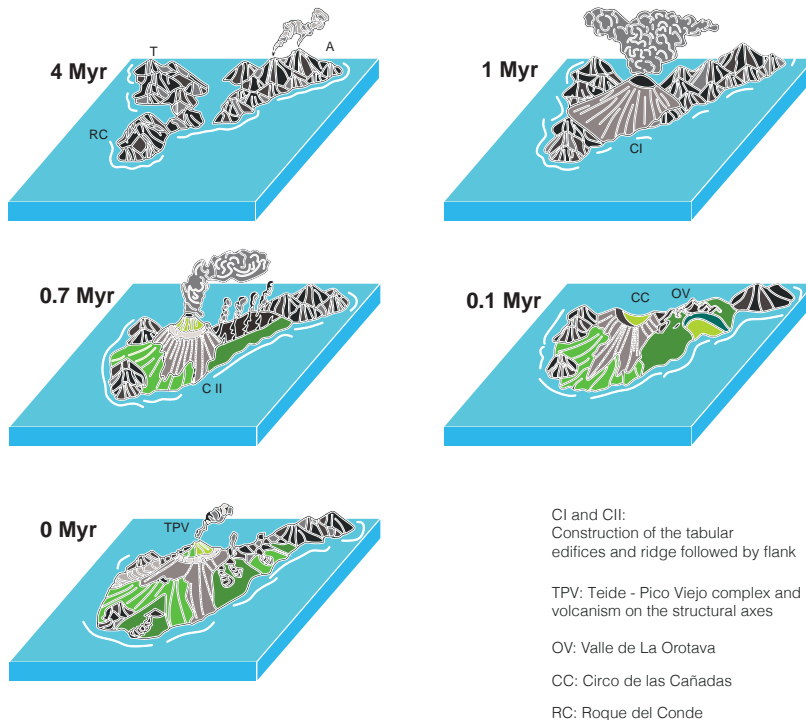 4 Myr
T
A
RC
1 Myr
CI
0.7 Myr
C II
0.1 Myr
CC
OV
0 Myr
TPV
CI and CII:
Construction of the tabular
edifices and ridge followed by flank
TPV: Teide - Pico Viejo complex and
volcanism on the structural axes
OV: Valle de La Orotava
CC: Circo de las Cañadas
RC: Roque del Conde